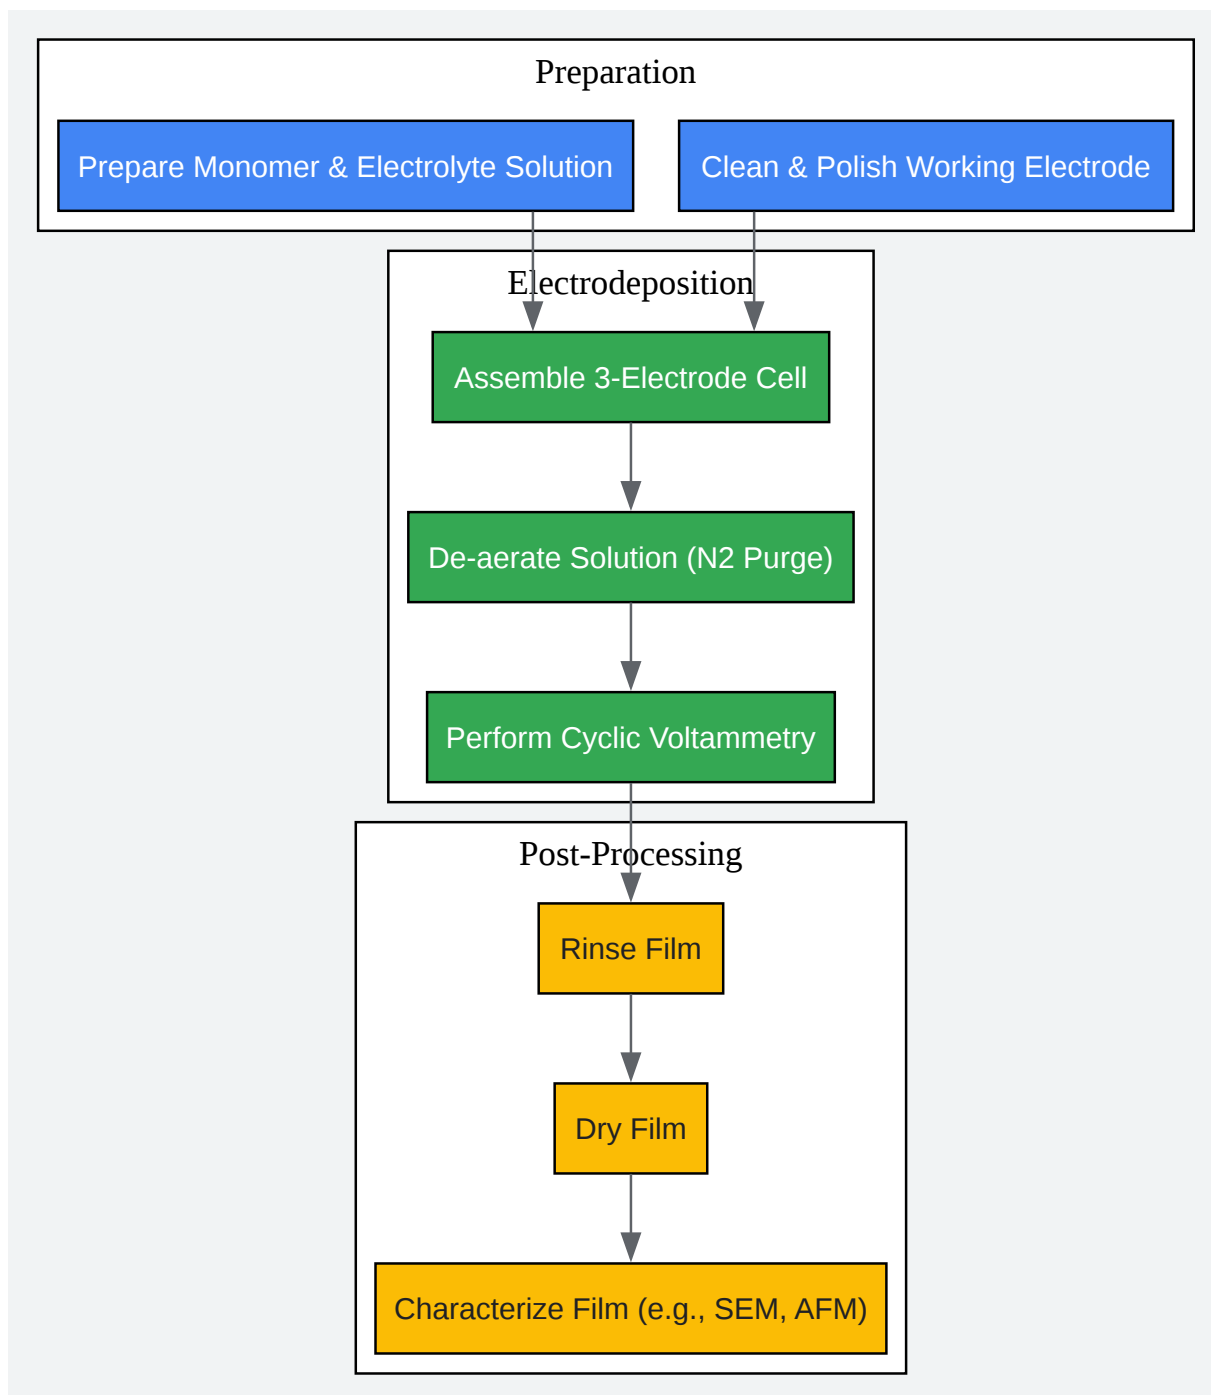 Preparation
Prepare Monomer & Electrolyte Solution
Clean & Polish Working Electrode
Electrodeposition
Assemble 3-Electrode Cell
De-aerate Solution (N2 Purge)
Perform Cyclic Voltammetry
Post-Processing
Rinse Film
Dry Film
Characterize Film (e.g., SEM, AFM)